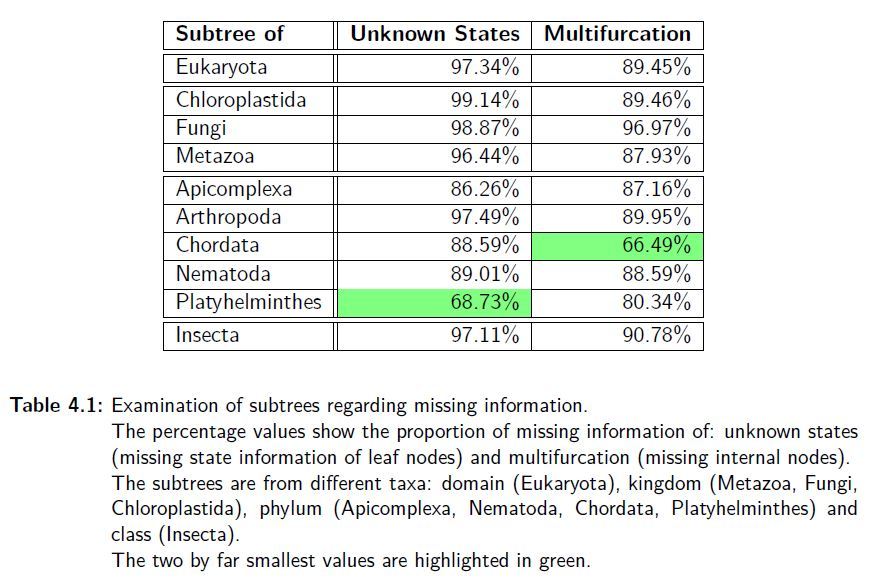 Subtree of Unknown States Multifurcation
Eukaryota 97.34% 89.45%
Chloroplastida 99.14% 89.46%
Fungi 98.87% 96.97%
Metazoa 96.44% 87.93%
Apicomplexa 86.26% 87.16%
Arthropoda 97.49% 89.95%
Chordata 88.59% 66.49%
Nematoda 89.01% 88.59%
Platyhelminthes 68.73% 80.34%
Insecta 97.11% 90.78%
Table 4.1: Examination of subtrees regarding missing information.
The percentage values show the proportion of missing information of: unknown states
(missing state information of leaf nodes) and multifurcation (missing internal nodes).
The subtrees are from different taxa: domain (Eukaryota), kingdom (Metazoa, Fungi,
Chloroplastida), phylum (Apicomplexa, Nematoda, Chordata, Platyhelminthes) and
class (Insecta).
The two by far smallest values are highlighted in green.